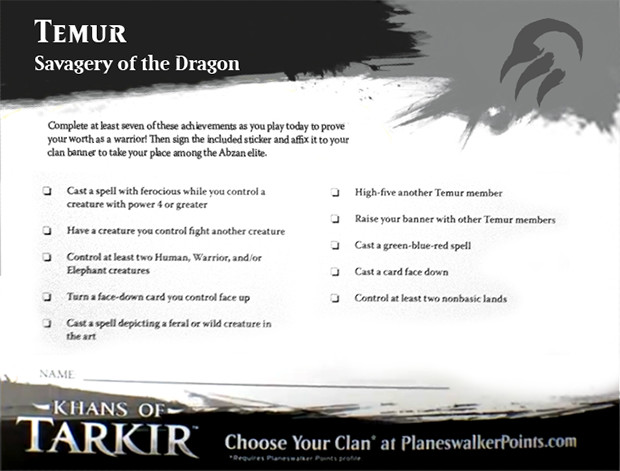 TEMUR
Savagery of the Dragon
Complete at least seven of these achievements as you play today to prove
your worth as a warrior! Then sign the included sticker and affix it to your
clan banner to take your place among the Abzan elite.
Cast a spell with ferocious while you control a
creature with power 4 or greater
Have a creature you control fight another creature
Control at least two Human, Warrior, and/or
Elephant creatures
Turn a face-down card you control face up
Cast a spell depicting a feral or wild creature in
the art
High-five another Temur member
Raise your banner with other Temur members
Cast a green-blue-red spell
Cast a card face down
Control at least two nonbasic lands
NAME
KHANS OF
TARKIR™
Choose Your Clan* at PlaneswalkerPoints.com
*Requires Planeswalker Points profile